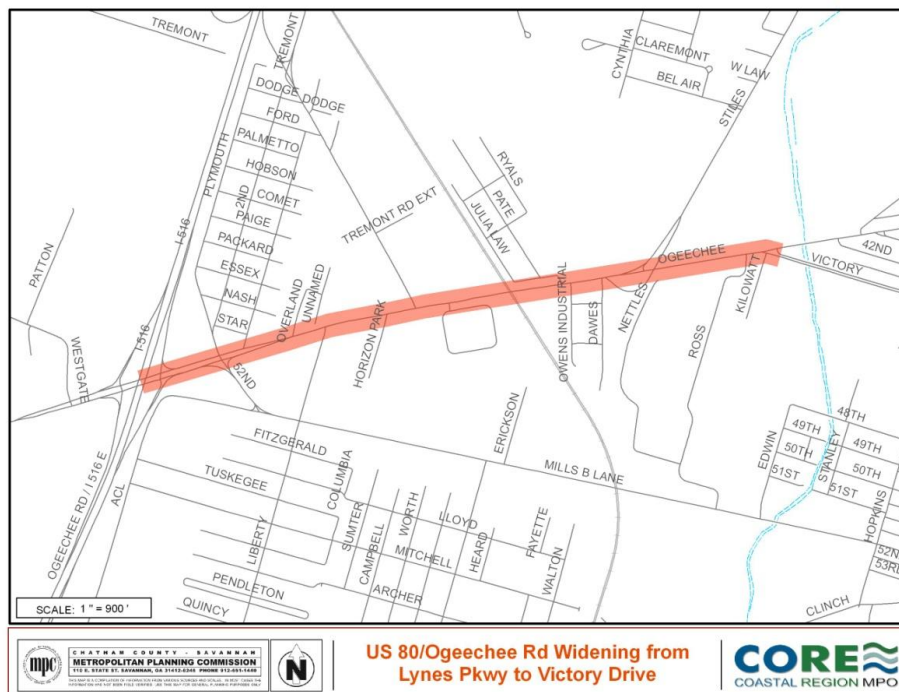 TREMONT
TREMONT
CYNTHIA
CLAREMONT
W LAW
BEL AIR
STILES
DODGE
DODGE
FORD
PALMETTO
PLYMOUTH
HOBSON
2ND
COMET
I-516
PAIGE
PACKARD
ESSEX
NASH
STAR
RYALS
PATE
JULIA LAW
TREMONT RD EXT
PATTON
OVERLAND
UNNAMED
HORIZON PARK
OGEECHEE
42ND
VICTORY
KILOWATT
NETTLES
OWENS INDUSTRIAL
DAWES
ROSS
I-516
WESTGATE
52ND
ERICKSON
FITZGERALD
MILLS B LANE
TUSKEGEE
COLUMBIA
ACL
OGEECHEE RD / I 516 E
LIBERTY
SUMTER
CAMPBELL
WORTH
LLOYD
MITCHELL
HEARD
FAYETTE
WALTON
ARCHER
PENDLETON
QUINCY
48TH
49TH
49TH
50TH
50TH
51ST
51ST
EDWIN
STANLEY
HOPKINS
52N
53RD
CLINCH
SCALE: 1 " = 900 '
mpc
CHATHAM COUNTY - SAVANNAH
METROPOLITAN PLANNING COMMISSION
N
US 80/Ogeechee Rd Widening from
Lynes Pkwy to Victory Drive
CORE
COASTAL REGION MPO